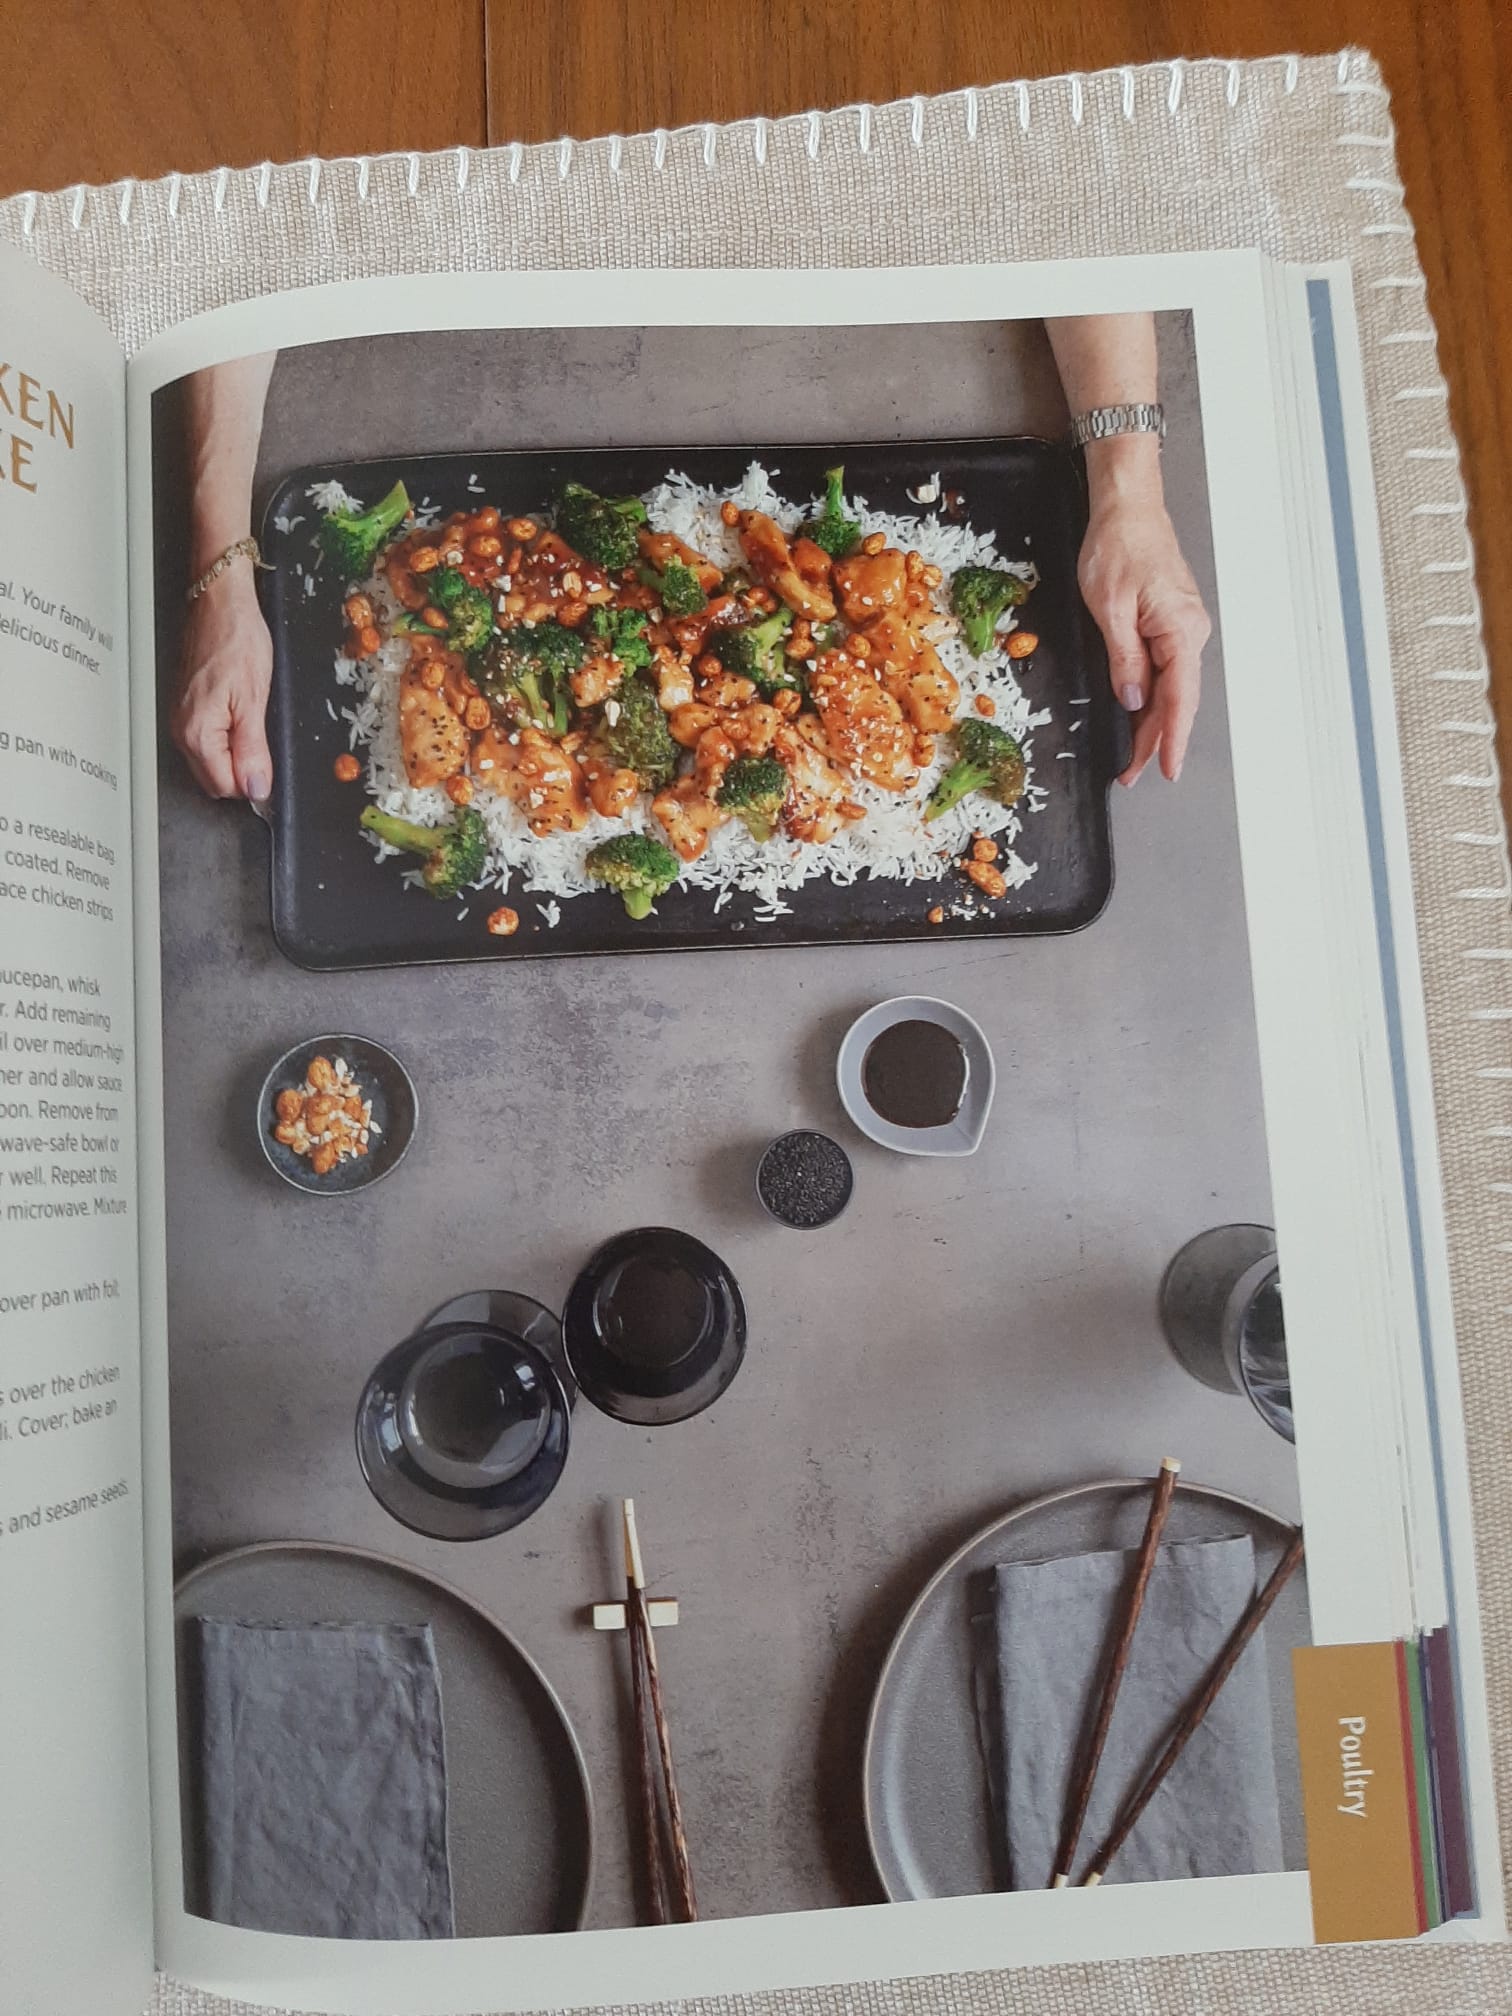 KEN
KE
al. Your family will
delicious dinner.
g pan with cooking
o a resealable bag
coated. Remove
ace chicken strips
aucepan, whisk
r. Add remaining
il over medium-high
ner and allow sauce
oon. Remove from
wave-safe bowl or
r well. Repeat this
microwave. Mixture
over pan with foil;
s over the chicken
li. Cover; bake an
s and sesame seeds.
Poultry